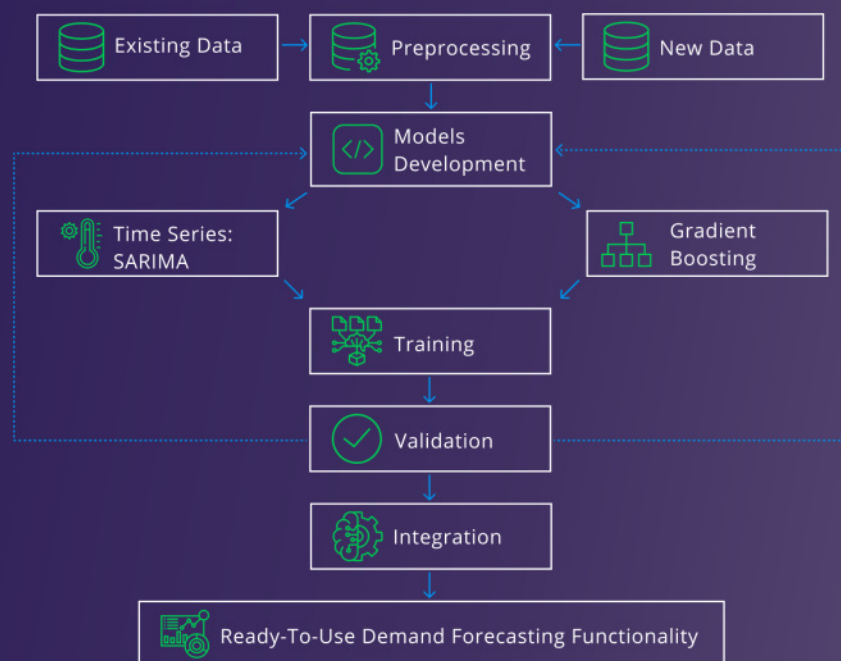 Existing Data
Preprocessing
New Data
Models
Development
</>
Time Series:
SARIMA
Gradient
Boosting
Training
Validation
Integration
Ready-To-Use Demand Forecasting Functionality